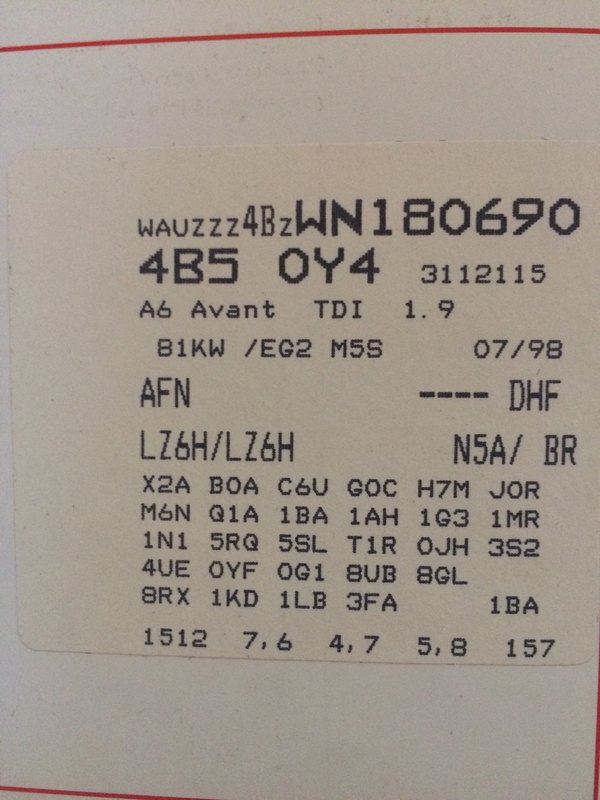 WAUZZZ4BZWN180690
4B5 0Y4 3112115
A6 Avant TDI 1.9
81KW /EG2 M5S 07/98
AFN ---- DHF
LZ6H/LZ6H N5A/ BR
X2A B0A C6U G0C H7M J0R
M6N Q1A 1BA 1AH 1G3 1MR
1N1 5RQ 5SL T1R 0JH 3S2
4UE 0YF 0G1 8UB 8GL
8RX 1KD 1LB 3FA 1BA
1512 7,6 4,7 5,8 157